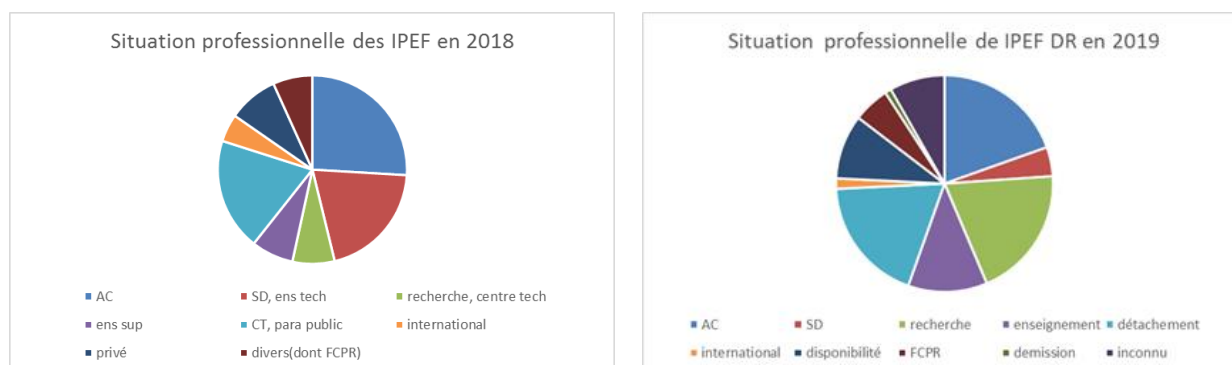 Situation professionnelle des IPEF en 2018
AC
SD, ens tech
recherche, centre tech
ens sup
CT, para public
international
privé
divers(dont FCPR)
Situation professionnelle de IPEF DR en 2019
AC
SD
recherche
enseignement
détachement
international
disponibilité
FCPR
demission
inconnu